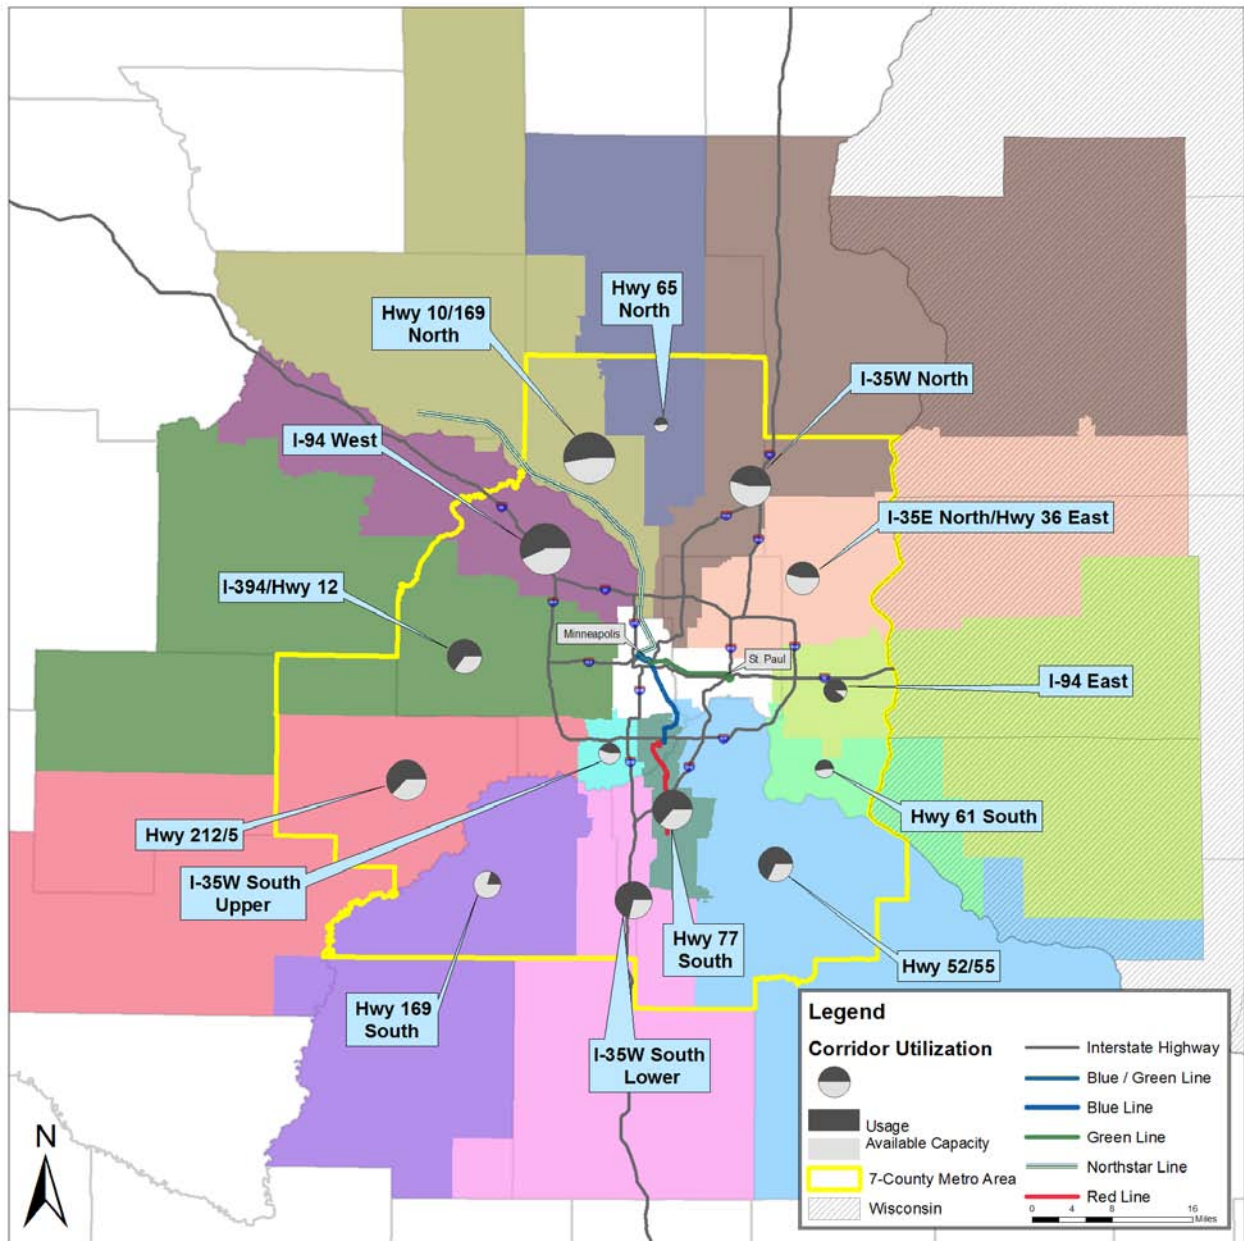 Hwy 65
North
Hwy 10/169
North
I-35W North
I-94 West
I-35E North/Hwy 36 East
I-394/Hwy 12
Minneapolis
St. Paul
I-94 East
Hwy 61 South
Hwy 212/5
I-35W South
Upper
Hwy 77
South
Hwy 52/55
Hwy 169
South
I-35W South
Lower
N
Legend
Corridor Utilization
Usage
Available Capacity
7-County Metro Area
Wisconsin
Interstate Highway
Blue / Green Line
Blue Line
Green Line
Northstar Line
Red Line
0 4 8 16
Miles